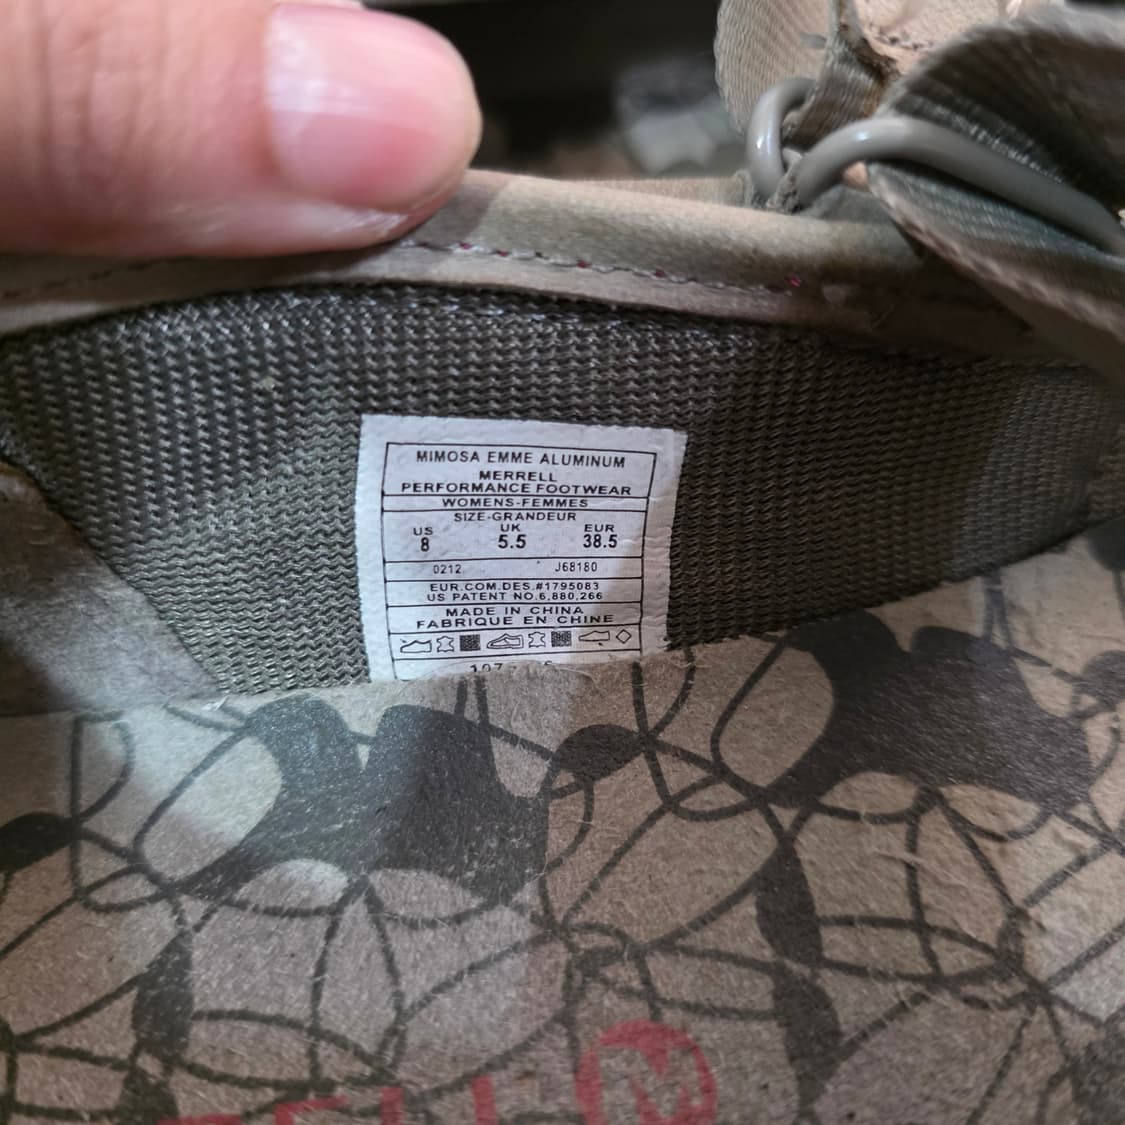 MIMOSA EMME ALUMINUM
MERRELL
PERFORMANCE FOOTWEAR
WOMENS-FEMMES
SIZE-GRANDEUR
US UK EUR
8 5.5 38.5
0212 J68180
EUR.COM.DES.#1795083
US PATENT NO.6,880,266
MADE IN CHINA
FABRIQUE EN CHINE
M